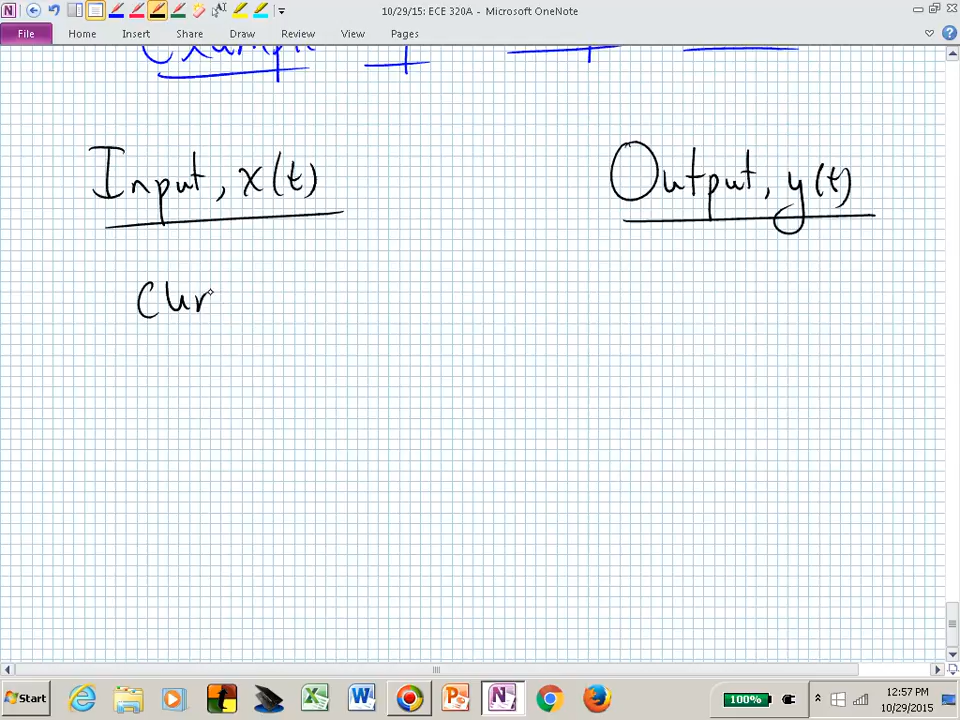 10/29/15: ECE 320A - Microsoft OneNote
File Home Insert Share Draw Review View Pages
Input, x(t) Output, y(t)
Cur
Start 100% 12:57 PM
10/29/2015